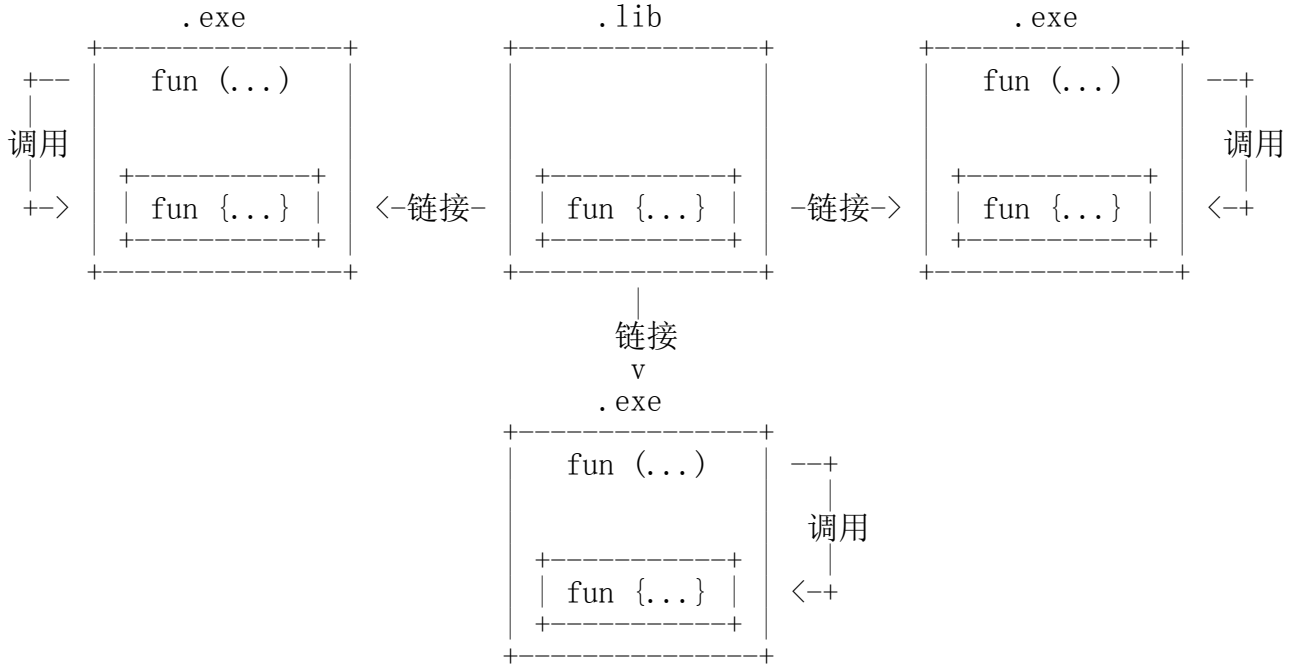 .exe .lib .exe
fun (...) fun (...)
调用 调用
fun {...} <-链接- fun {...} -链接-> fun {...}
链接
v
.exe
fun (...)
调用
fun {...}